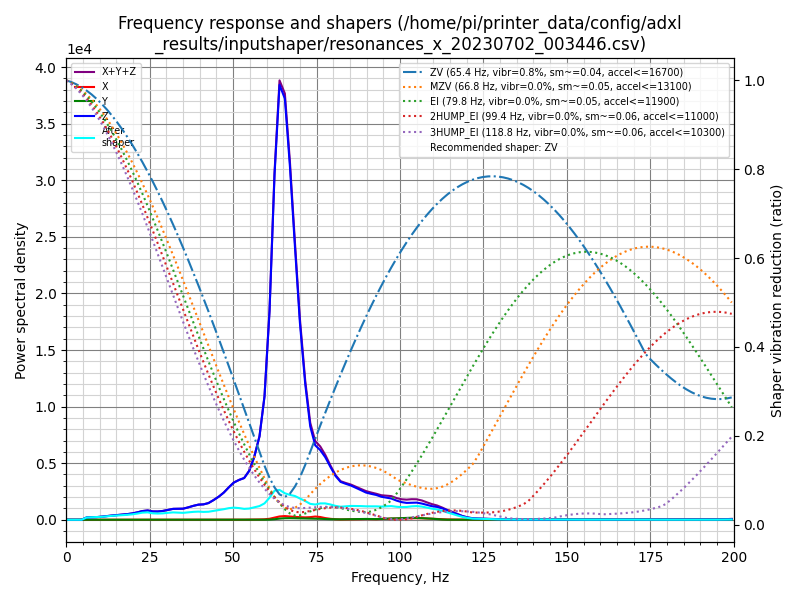 Frequency response and shapers (/home/pi/printer_data/config/adxl
_results/inputshaper/resonances_x_20230702_003446.csv)
1e4
X+Y+Z
X
Y
Z
After
shaper
ZV (65.4 Hz, vibr=0.8%, sm~=0.04, accel<=16700)
MZV (66.8 Hz, vibr=0.0%, sm~=0.05, accel<=13100)
EI (79.8 Hz, vibr=0.0%, sm~=0.05, accel<=11900)
2HUMP_EI (99.4 Hz, vibr=0.0%, sm~=0.06, accel<=11000)
3HUMP_EI (118.8 Hz, vibr=0.0%, sm~=0.06, accel<=10300)
Recommended shaper: ZV
Power spectral density
4.0
3.5
3.0
2.5
2.0
1.5
1.0
0.5
0.0
1.0
0.8
0.6
0.4
0.2
0.0
Shaper vibration reduction (ratio)
0 25 50 75 100 125 150 175 200
Frequency, Hz